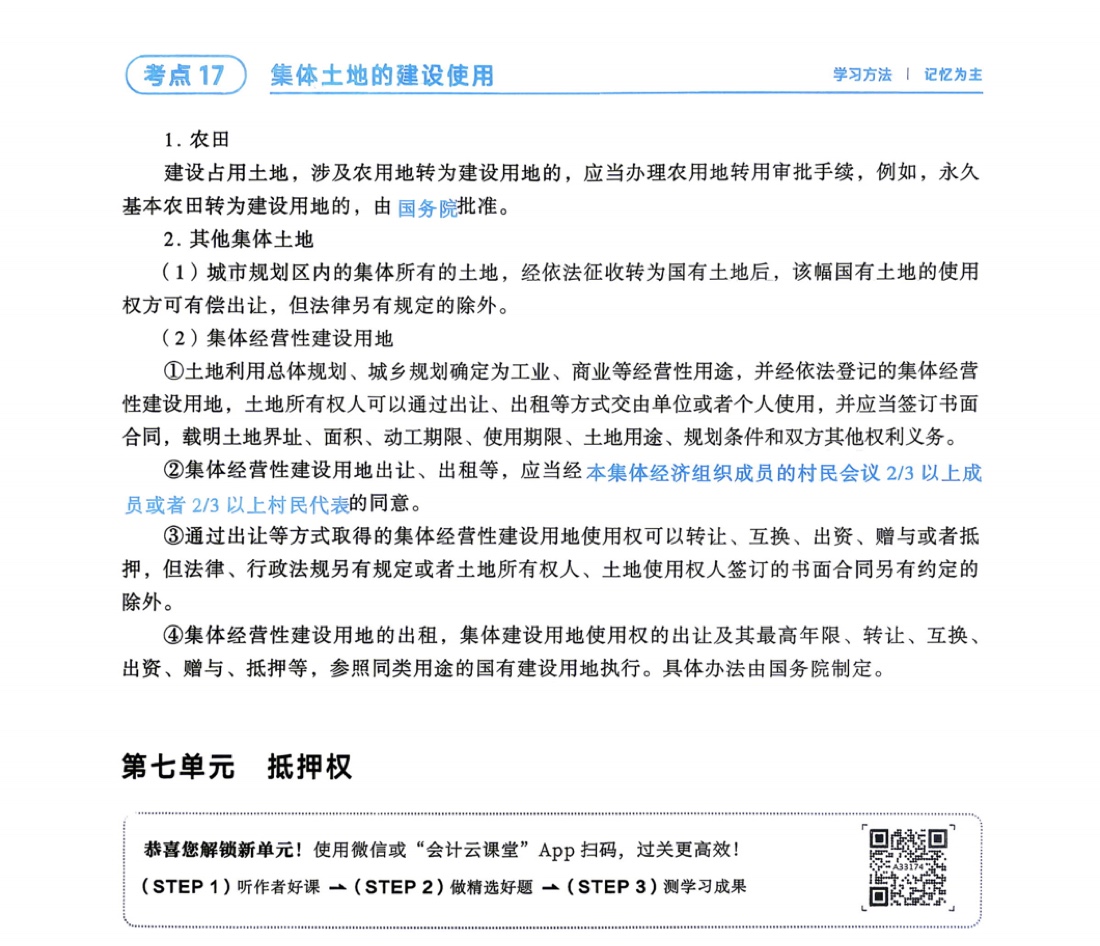 考点 17 集体土地的建设使用 学习方法 | 记忆为主
1. 农田
建设占用土地，涉及农用地转为建设用地的，应当办理农用地转用审批手续，例如，永久
基本农田转为建设用地的，由国务院批准。
2. 其他集体土地
（1）城市规划区内的集体所有的土地，经依法征收转为国有土地后，该幅国有土地的使用
权方可有偿出让，但法律另有规定的除外。
（2）集体经营性建设用地
①土地利用总体规划、城乡规划确定为工业、商业等经营性用途，并经依法登记的集体经营
性建设用地，土地所有权人可以通过出让、出租等方式交由单位或者个人使用，并应当签订书面
合同，载明土地界址、面积、动工期限、使用期限、土地用途、规划条件和双方其他权利义务。
②集体经营性建设用地出让、出租等，应当经本集体经济组织成员的村民会议 2/3 以上成
员或者 2/3 以上村民代表的同意。
③通过出让等方式取得的集体经营性建设用地使用权可以转让、互换、出资、赠与或者抵
押，但法律、行政法规另有规定或者土地所有权人、土地使用权人签订的书面合同另有约定的
除外。
④集体经营性建设用地的出租，集体建设用地使用权的出让及其最高年限、转让、互换、
出资、赠与、抵押等，参照同类用途的国有建设用地执行。具体办法由国务院制定。
第七单元 抵押权
恭喜您解锁新单元！使用微信或“会计云课堂”App 扫码，过关更高效！
（STEP 1）听作者好课 ⇀（STEP 2）做精选好题 ⇀（STEP 3）测学习成果
A33174